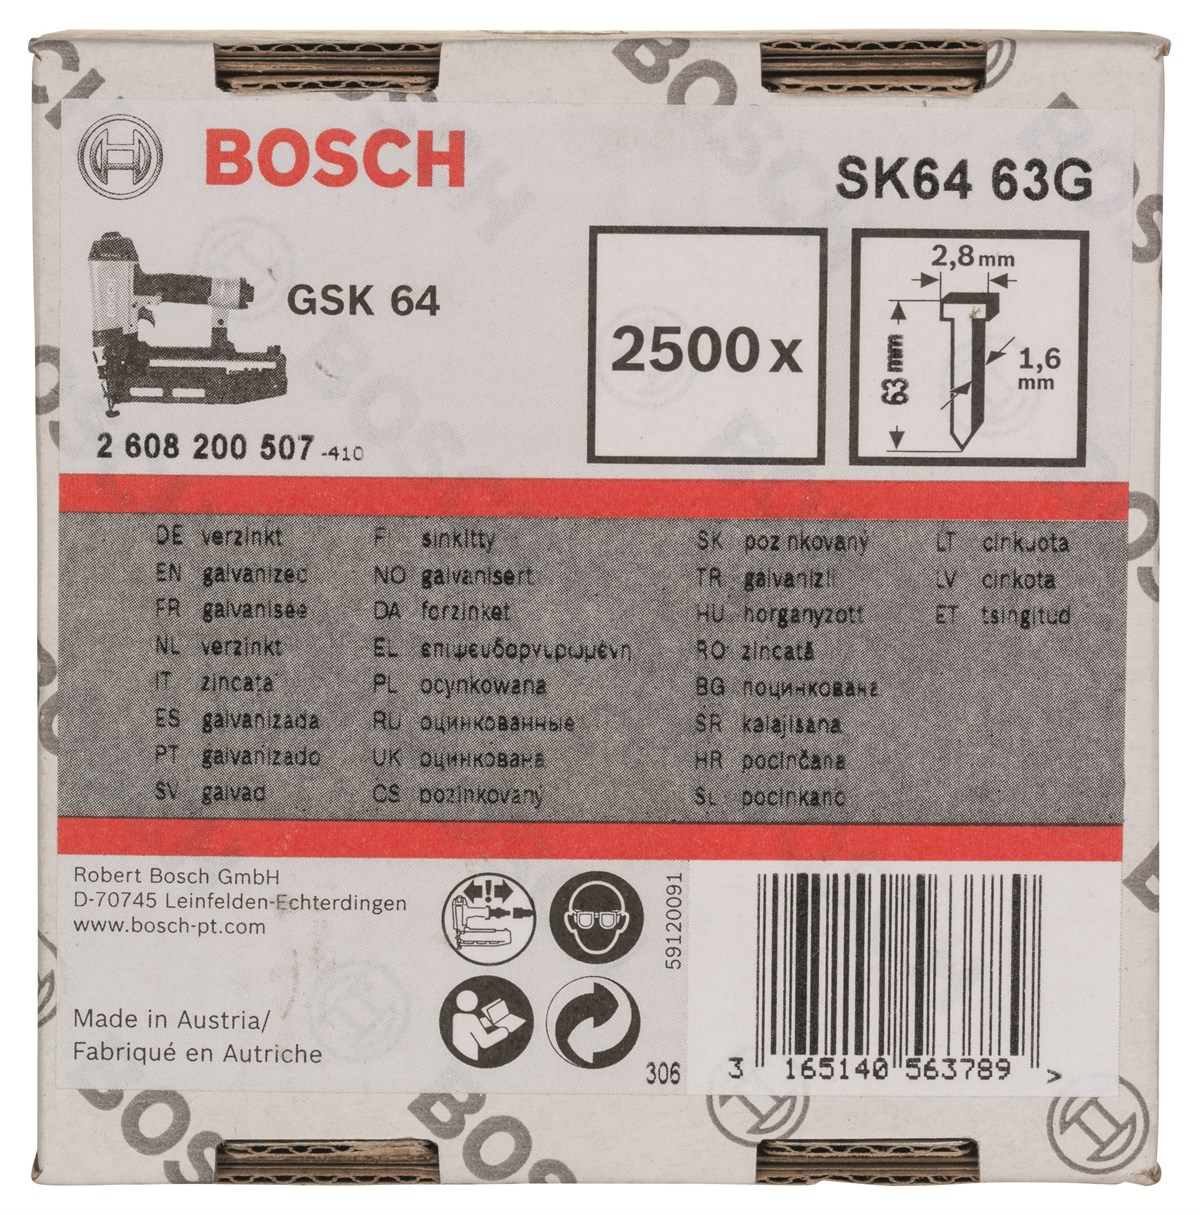 BOSCH
SK64 63G
GSK 64
2500 x
2,8 mm
63 mm
1,6
mm
2 608 200 507 -410
DE verzinkt
EN galvanized
FR galvanisée
NL verzinkt
IT zincata
ES galvanizada
PT galvanizado
SV galvad
F sinkitty
NO galvanisert
DA forzinket
EL επιψευδαργυρωμένη
PL ocynkowana
RU оцинкованные
UK оцинкована
CS pozinkovaný
SK pozinkovaný
TR galvanizli
HU horganyzott
RO zincată
BG поцинкована
SR kalajisana
HR pocinčana
SL pocinkano
LT cinkuota
LV cinkota
ET tsingitud
Robert Bosch GmbH
D-70745 Leinfelden-Echterdingen
www.bosch-pt.com
Made in Austria/
Fabriqué en Autriche
59120091
306
3 165140 563789 >